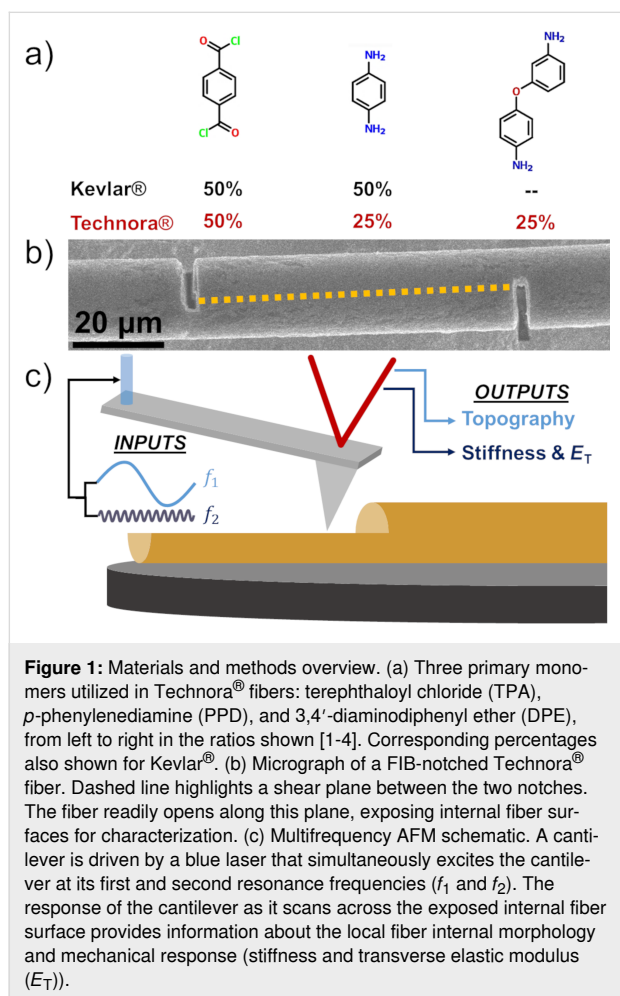 a)
O
Cl
Cl
O
NH₂
NH₂
NH₂
O
NH₂
Kevlar® 50% 50% --
Technora® 50% 25% 25%
b)
20 µm
c)
INPUTS
f₁
f₂
OUTPUTS
Topography
Stiffness & E_T
Figure 1: Materials and methods overview. (a) Three primary mono-
mers utilized in Technora® fibers: terephthaloyl chloride (TPA),
p-phenylenediamine (PPD), and 3,4′-diaminodiphenyl ether (DPE),
from left to right in the ratios shown [1-4]. Corresponding percentages
also shown for Kevlar®. (b) Micrograph of a FIB-notched Technora®
fiber. Dashed line highlights a shear plane between the two notches.
The fiber readily opens along this plane, exposing internal fiber sur-
faces for characterization. (c) Multifrequency AFM schematic. A canti-
lever is driven by a blue laser that simultaneously excites the cantile-
ver at its first and second resonance frequencies (f₁ and f₂). The
response of the cantilever as it scans across the exposed internal fiber
surface provides information about the local fiber internal morphology
and mechanical response (stiffness and transverse elastic modulus
(E_T)).